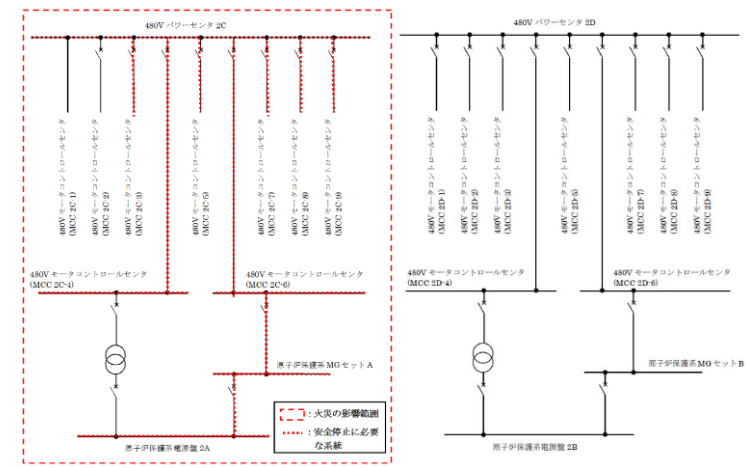 480V パワーセンタ 2C
480V パワーセンタ 2D
480V モータコントロールセンタ
(MCC 2C-1)
480V モータコントロールセンタ
(MCC 2C-2)
480V モータコントロールセンタ
(MCC 2C-3)
480V モータコントロールセンタ
(MCC 2C-5)
480V モータコントロールセンタ
(MCC 2C-7)
480V モータコントロールセンタ
(MCC 2C-8)
480V モータコントロールセンタ
(MCC 2C-9)
480V モータコントロールセンタ
(MCC 2D-1)
480V モータコントロールセンタ
(MCC 2D-2)
480V モータコントロールセンタ
(MCC 2D-3)
480V モータコントロールセンタ
(MCC 2D-5)
480V モータコントロールセンタ
(MCC 2D-7)
480V モータコントロールセンタ
(MCC 2D-8)
480V モータコントロールセンタ
(MCC 2D-9)
480V モータコントロールセンタ
(MCC 2C-4)
480V モータコントロールセンタ
(MCC 2C-6)
480V モータコントロールセンタ
(MCC 2D-4)
480V モータコントロールセンタ
(MCC 2D-6)
原子炉保護系 MG セット A
原子炉保護系 MG セット B
:火災の影響範囲
:安全停止に必要
な系統
原子炉保護系電源盤 2A
原子炉保護系電源盤 2B